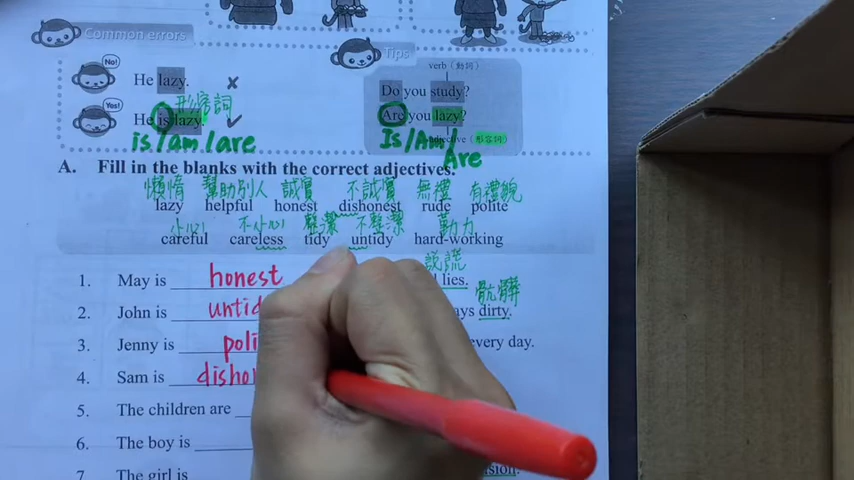 Common errors
Tips
verb (動詞)
No!
He lazy. ✗
Do you study?
形容詞
Yes!
He is lazy. ✓
Are you lazy?
adjective (形容詞)
is/am/are
Is/Am/
Are
A. Fill in the blanks with the correct adjectives.
懶惰 幫助別人 誠實 不誠實 無禮 有禮貌
lazy helpful honest dishonest rude polite
小心 不小心 整潔 不整潔 勤力
careful careless tidy untidy hard-working
說謊
1. May is honest lies.
骯髒
2. John is dirty.
3. Jenny is every day.
4. Sam is
5. The children are
6. The boy is
7. The girl is